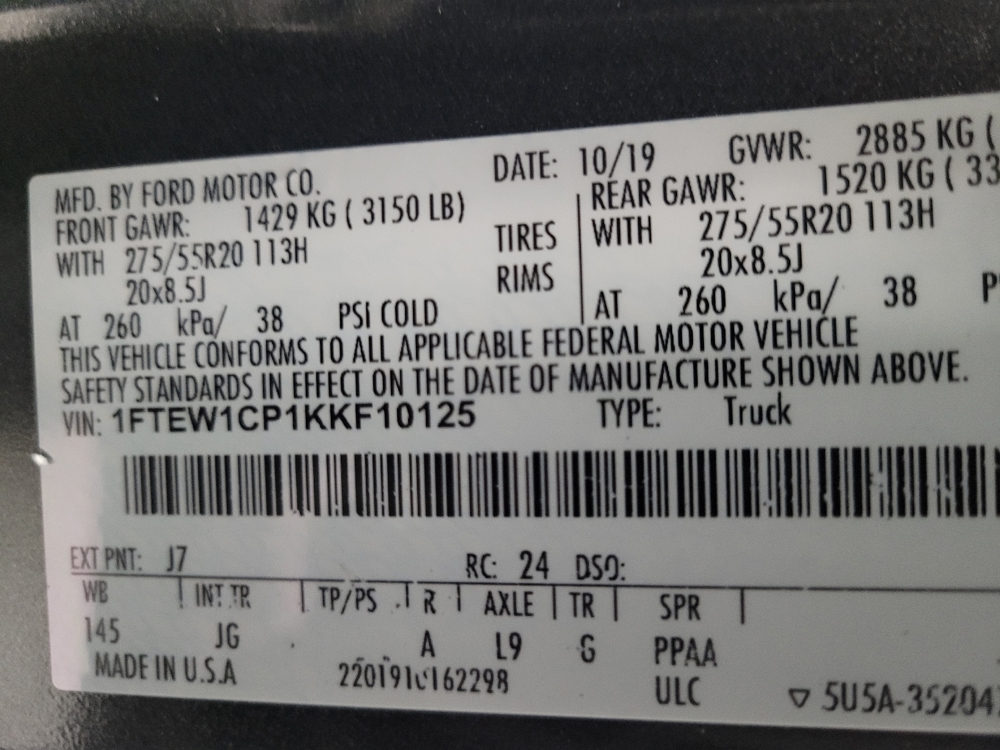 MFD. BY FORD MOTOR CO. DATE: 10/19 GVWR: 2885 KG (
FRONT GAWR: 1429 KG ( 3150 LB) REAR GAWR: 1520 KG ( 33
WITH 275/55R20 113H TIRES WITH 275/55R20 113H
20x8.5J RIMS 20x8.5J
AT 260 kPa/ 38 PSI COLD AT 260 kPa/ 38 P
THIS VEHICLE CONFORMS TO ALL APPLICABLE FEDERAL MOTOR VEHICLE
SAFETY STANDARDS IN EFFECT ON THE DATE OF MANUFACTURE SHOWN ABOVE.
VIN: 1FTEW1CP1KKF10125 TYPE: Truck
EXT PNT: J7 RC: 24 DSO:
WB INT TR TP/PS R AXLE TR SPR
145 JG A L9 G PPAA
MADE IN U.S.A ULC 5U5A-35204